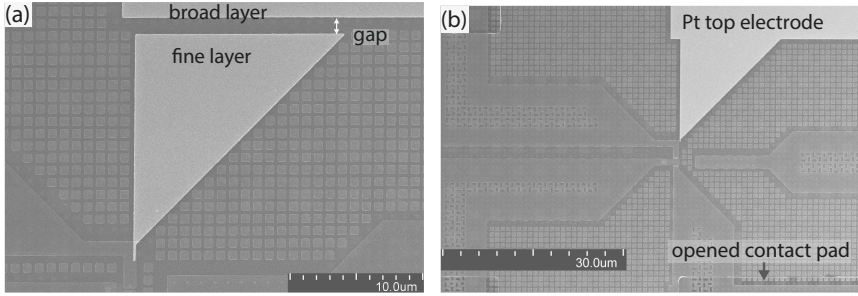 (a)
broad layer
gap
fine layer
10.0um
(b)
Pt top electrode
30.0um
opened contact pad